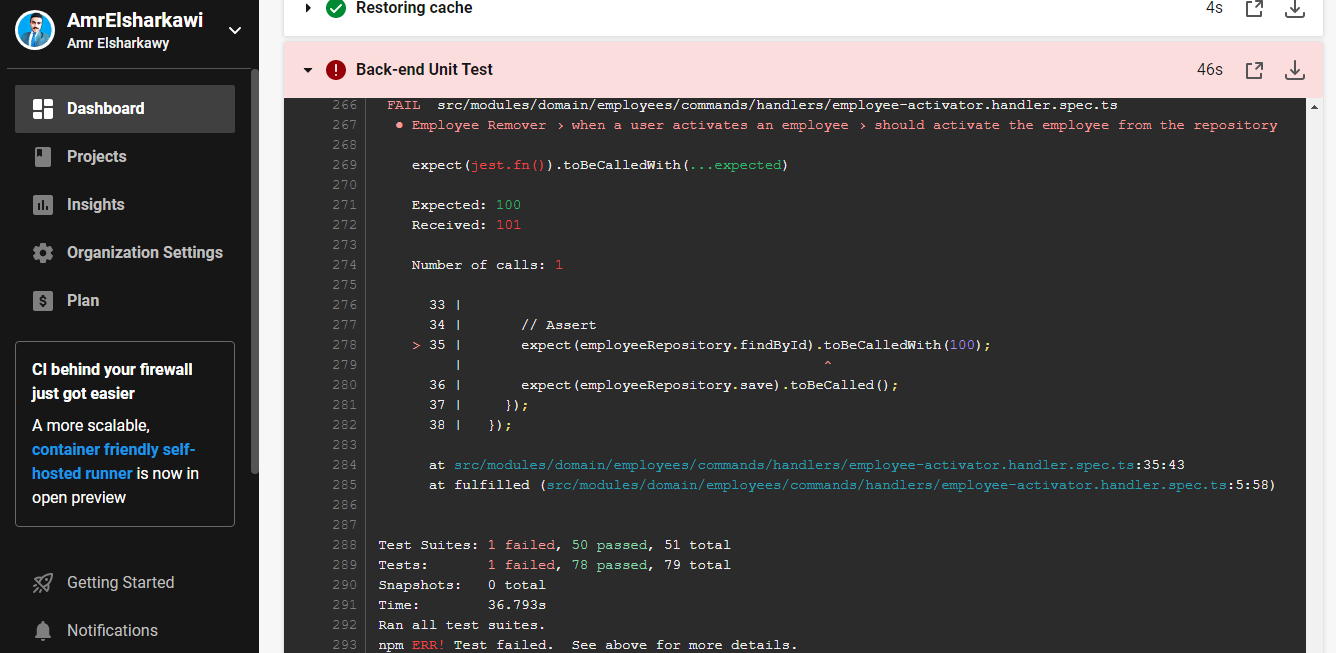 AmrElsharkawi
Amr Elsharkawy
Dashboard
Projects
Insights
Organization Settings
Plan
CI behind your firewall
just got easier
A more scalable,
container friendly self-
hosted runner is now in
open preview
Getting Started
Notifications
Restoring cache 4s
Back-end Unit Test 46s
266 FAIL src/modules/domain/employees/commands/handlers/employee-activator.handler.spec.ts
267 ● Employee Remover › when a user activates an employee › should activate the employee from the repository
268
269 expect(jest.fn()).toBeCalledWith(...expected)
270
271 Expected: 100
272 Received: 101
273
274 Number of calls: 1
275
276 33 |
277 34 | // Assert
278 > 35 | expect(employeeRepository.findById).toBeCalledWith(100);
279 | ^
280 36 | expect(employeeRepository.save).toBeCalled();
281 37 | });
282 38 | });
283
284 at src/modules/domain/employees/commands/handlers/employee-activator.handler.spec.ts:35:43
285 at fulfilled (src/modules/domain/employees/commands/handlers/employee-activator.handler.spec.ts:5:58)
286
287
288 Test Suites: 1 failed, 50 passed, 51 total
289 Tests: 1 failed, 78 passed, 79 total
290 Snapshots: 0 total
291 Time: 36.793s
292 Ran all test suites.
293 npm ERR! Test failed. See above for more details.